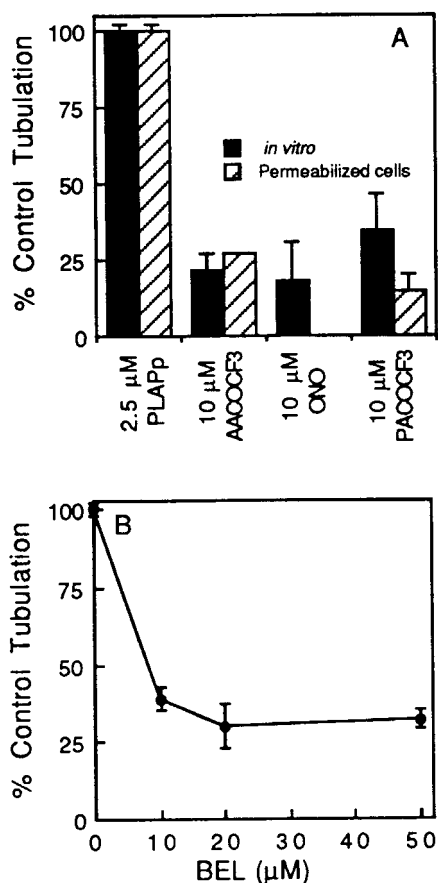 A
% Control Tubulation
100
75
50
25
0
in vitro
Permeabilized cells
2.5 μM
PLAPp
10 μM
AACOCF3
10 μM
ONO
10 μM
PACOCF3
B
% Control Tubulation
100
75
50
25
0
0 10 20 30 40 50
BEL (μM)